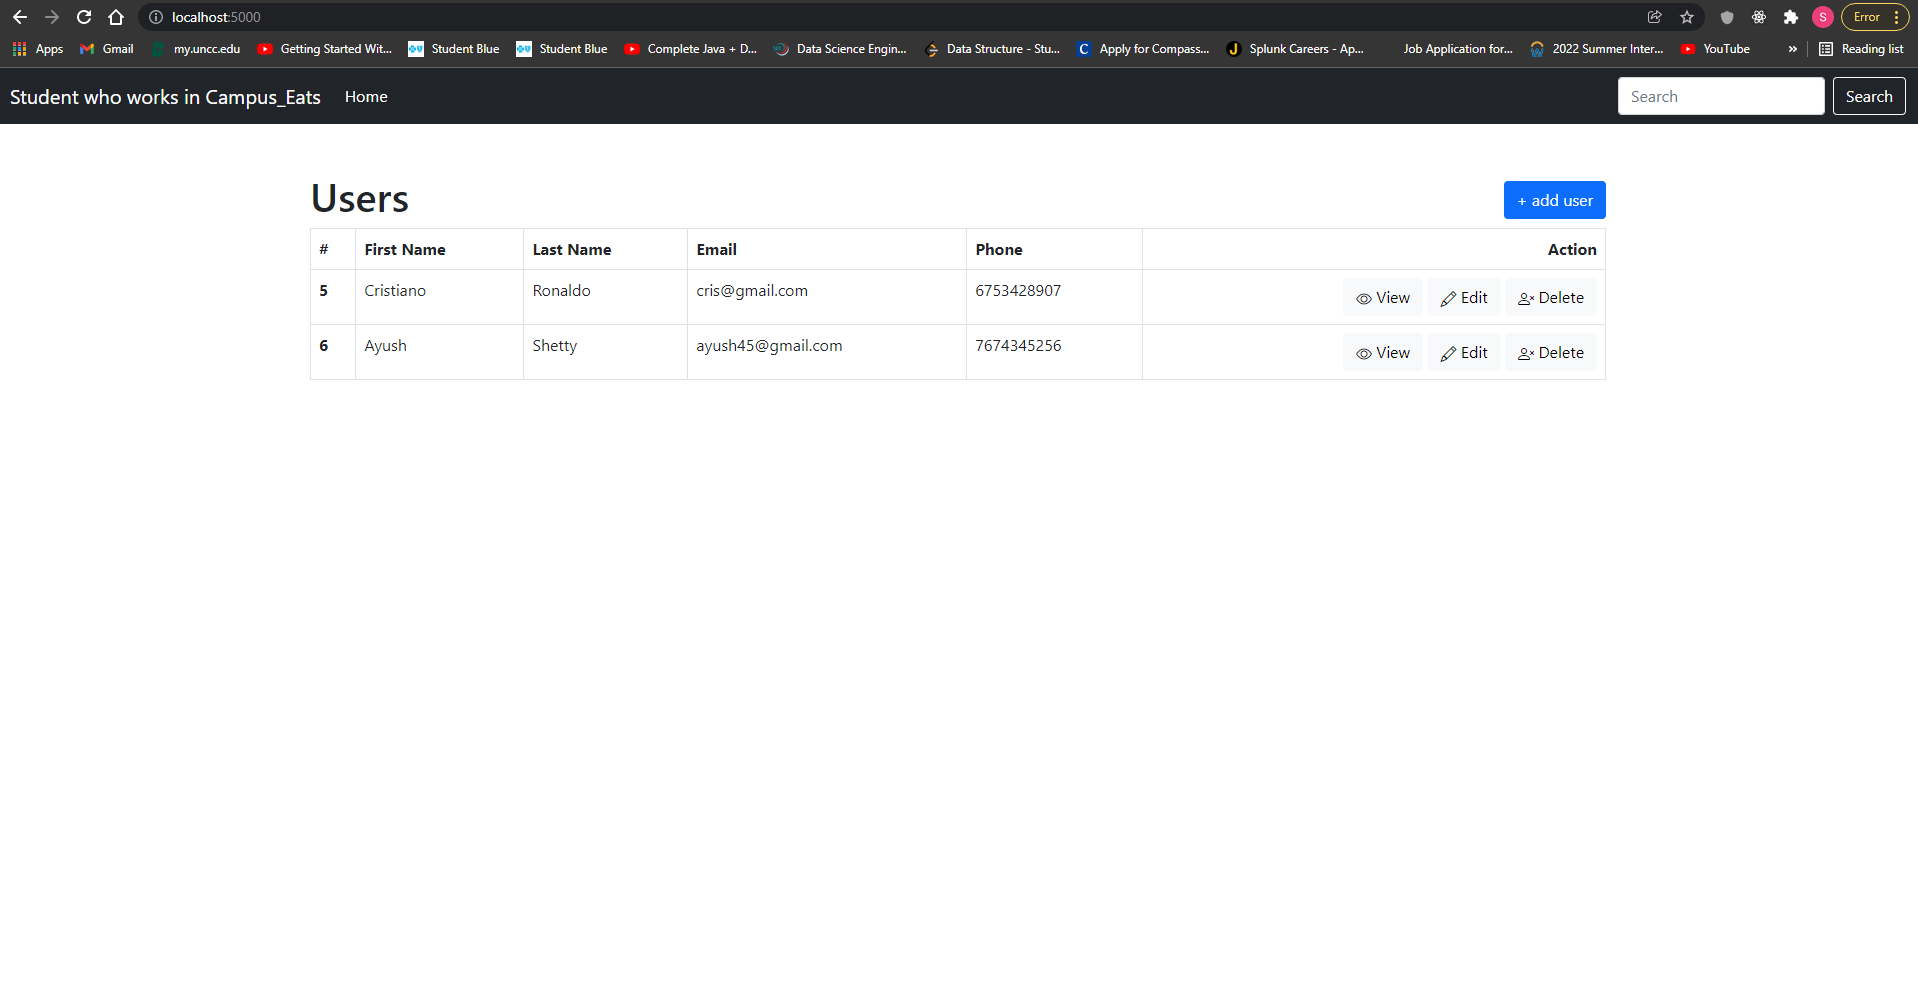 localhost:5000
Error
Apps Gmail my.uncc.edu Getting Started Wit... Student Blue Student Blue Complete Java + D... Data Science Engin... Data Structure - Stu... Apply for Compass... Splunk Careers - Ap... Job Application for... 2022 Summer Inter... YouTube » Reading list
Student who works in Campus_Eats Home Search Search
Users + add user
# First Name Last Name Email Phone Action
5 Cristiano Ronaldo cris@gmail.com 6753428907 View Edit Delete
6 Ayush Shetty ayush45@gmail.com 7674345256 View Edit Delete